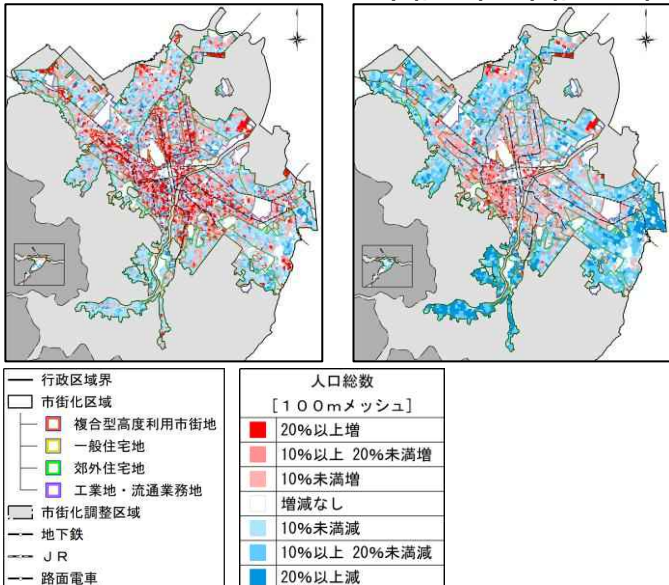 行政区域界
市街化区域
複合型高度利用市街地
一般住宅地
郊外住宅地
工業地・流通業務地
市街化調整区域
地下鉄
ＪＲ
路面電車
人口総数
[１００ｍメッシュ]
20%以上増
10%以上 20%未満増
10%未満増
増減なし
10%未満減
10%以上 20%未満減
20%以上減